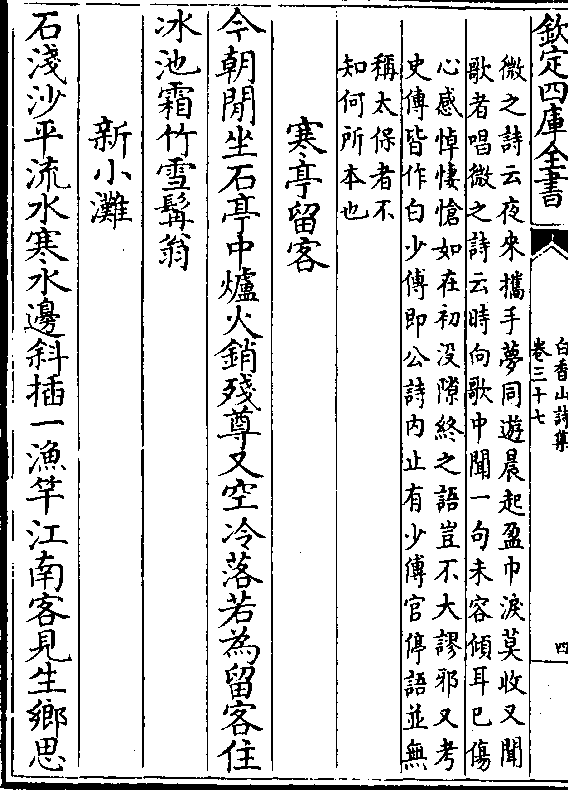 欽定四庫全書
白香山詩集
卷三十七
四
微之詩云夜來攜手夢同遊晨起盈巾淚莫收又聞
歌者唱微之詩云時向歌中聞一句未容傾耳已傷
心感悼悽愴如在初没隙終之語豈不大謬邪又考
史傳皆作白少傅即公詩内止有少傅官停語並無
稱太保者不
知何所本也
寒亭留客
今朝閒坐石亭中爐火銷殘尊又空冷落若為留客住
冰池霜竹雪髯翁
新小灘
石淺沙平流水寒水邊斜插一漁竿江南客見生鄉思